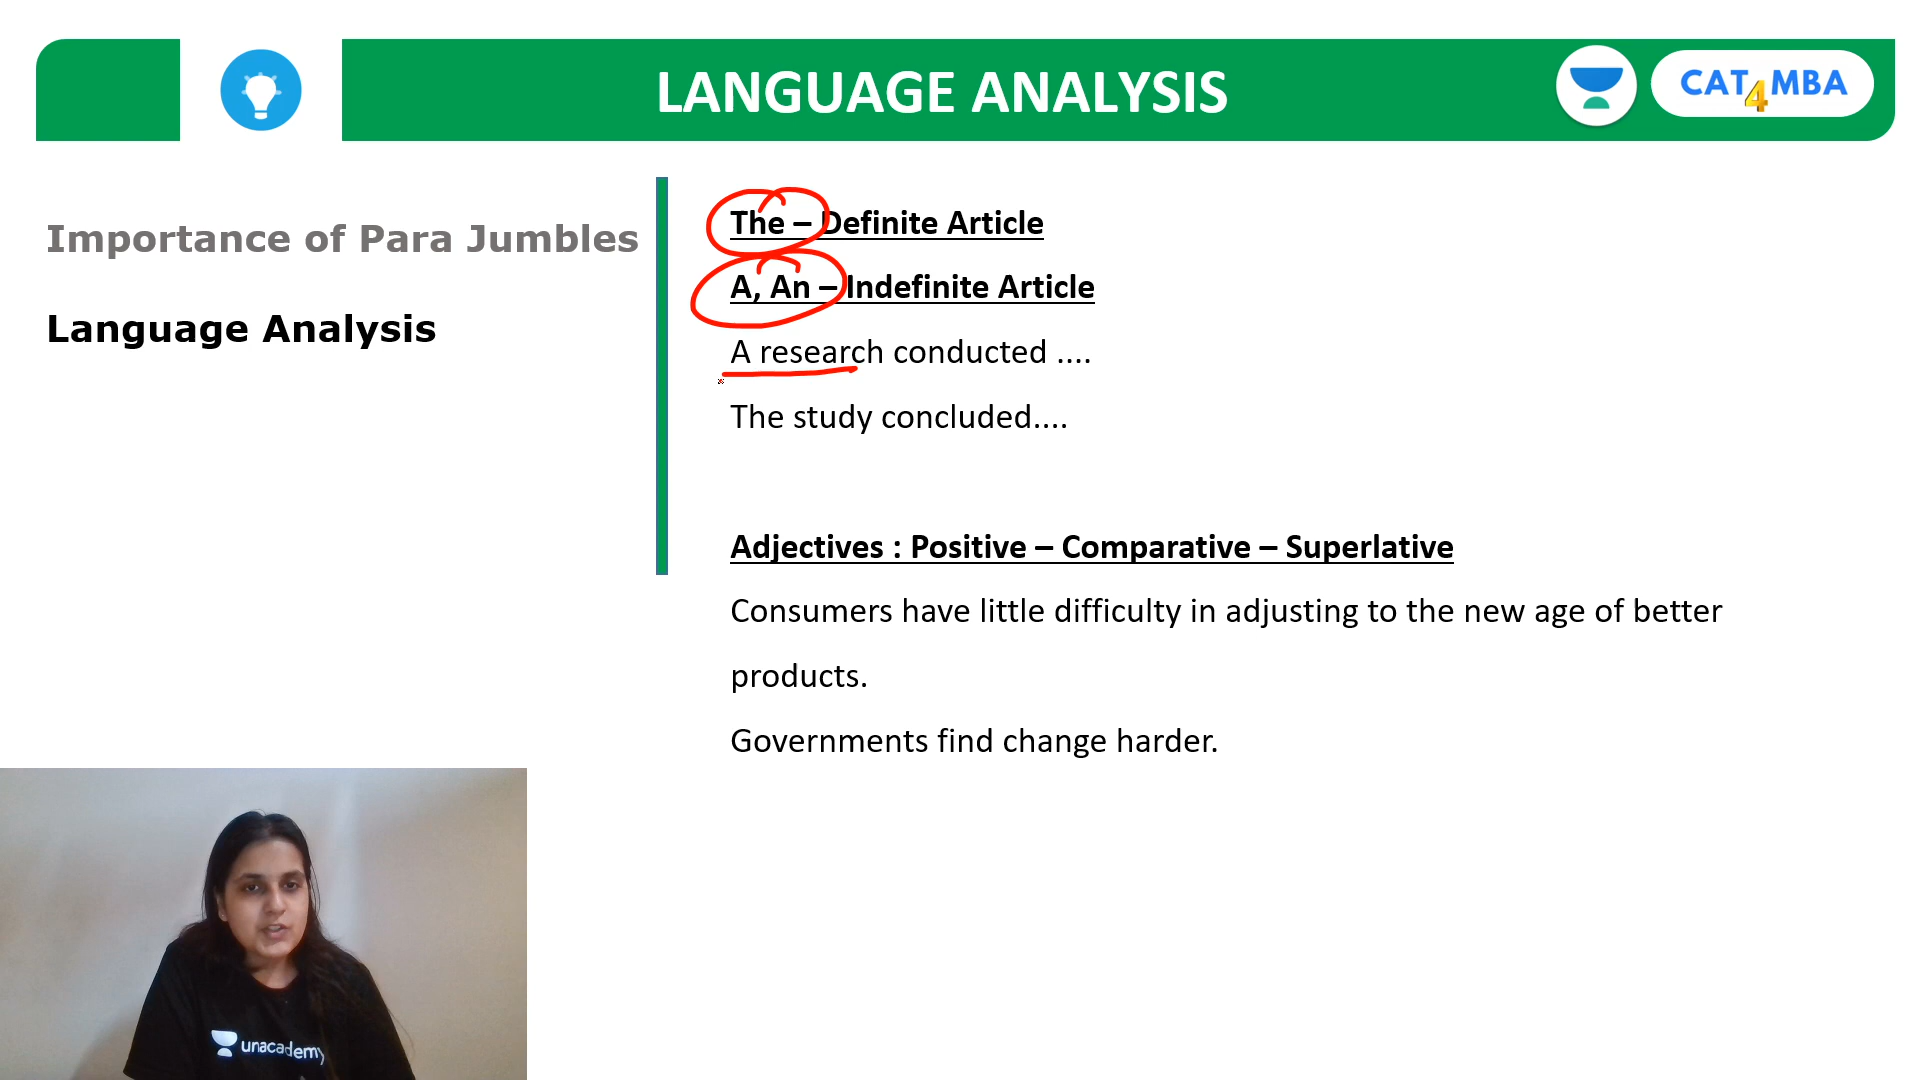 LANGUAGE ANALYSIS
CAT4MBA
Importance of Para Jumbles
Language Analysis
The – Definite Article
A, An – Indefinite Article
A research conducted ....
The study concluded....
Adjectives : Positive – Comparative – Superlative
Consumers have little difficulty in adjusting to the new age of better
products.
Governments find change harder.
unacademy